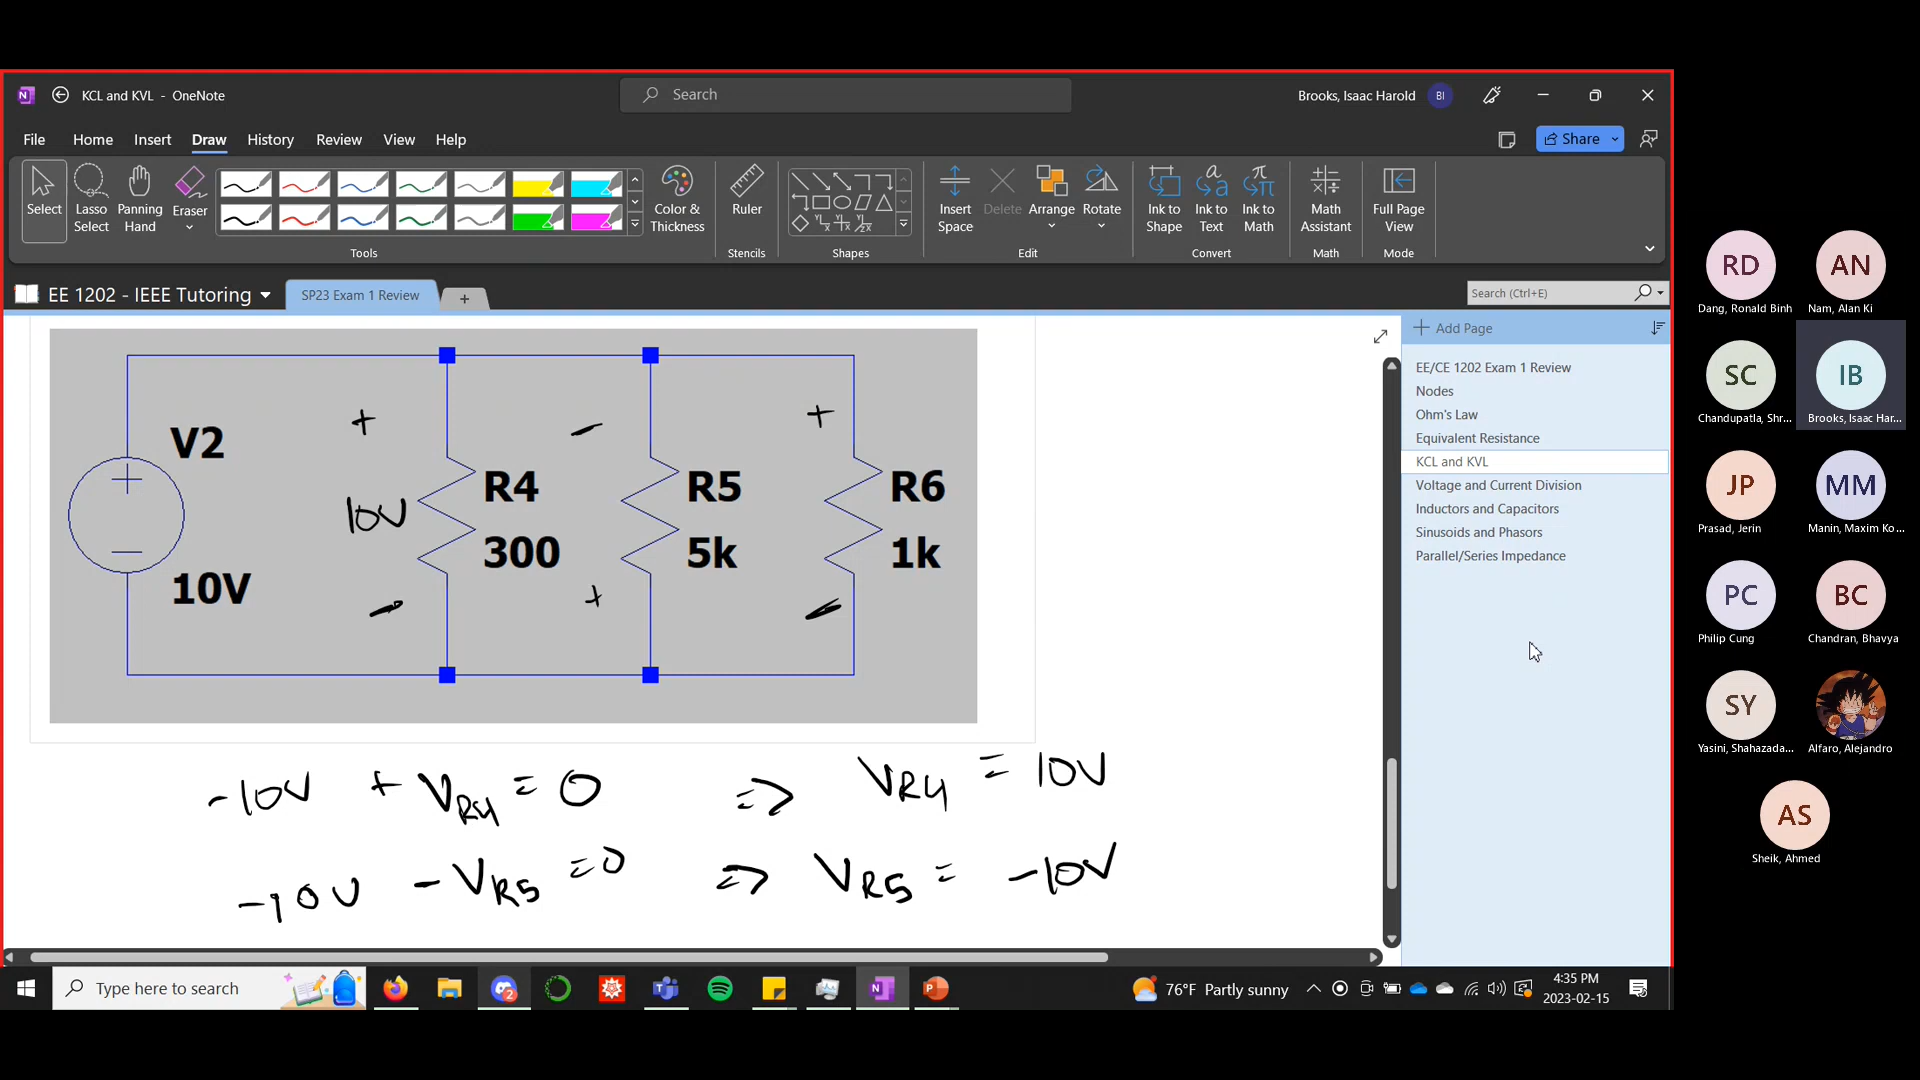 KCL and KVL - OneNote
Search
Brooks, Isaac Harold
BI
File Home Insert Draw History Review View Help
Share
Select
Lasso Select
Panning Hand
Eraser
Color & Thickness
Ruler
Insert Space
Delete
Arrange
Rotate
Ink to Shape
Ink to Text
Ink to Math
Math Assistant
Full Page View
Tools
Stencils
Shapes
Edit
Convert
Math
Mode
EE 1202 - IEEE Tutoring
SP23 Exam 1 Review
+
Search (Ctrl+E)
Add Page
EE/CE 1202 Exam 1 Review
Nodes
Ohm's Law
Equivalent Resistance
KCL and KVL
Voltage and Current Division
Inductors and Capacitors
Sinusoids and Phasors
Parallel/Series Impedance
V2
10V
+
10V
-
R4
300
-
+
R5
5k
+
-
R6
1k
-10V + VR4 = 0 => VR4 = 10V
-10V - VR5 = 0 => VR5 = -10V
RD
Dang, Ronald Binh
AN
Nam, Alan Ki
SC
Chandupatla, Shr...
IB
Brooks, Isaac Har...
JP
Prasad, Jerin
MM
Manin, Maxim Ko...
PC
Philip Cung
BC
Chandran, Bhavya
SY
Yasini, Shahazada...
Alfaro, Alejandro
AS
Sheik, Ahmed
Type here to search
2
76°F Partly sunny
4:35 PM
2023-02-15